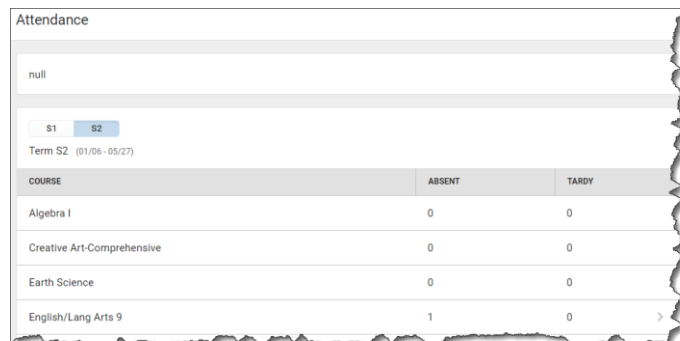 Attendance
null
S1 S2
Term S2 (01/06 - 05/27)
COURSE ABSENT TARDY
Algebra I 0 0
Creative Art-Comprehensive 0 0
Earth Science 0 0
English/Lang Arts 9 1 0